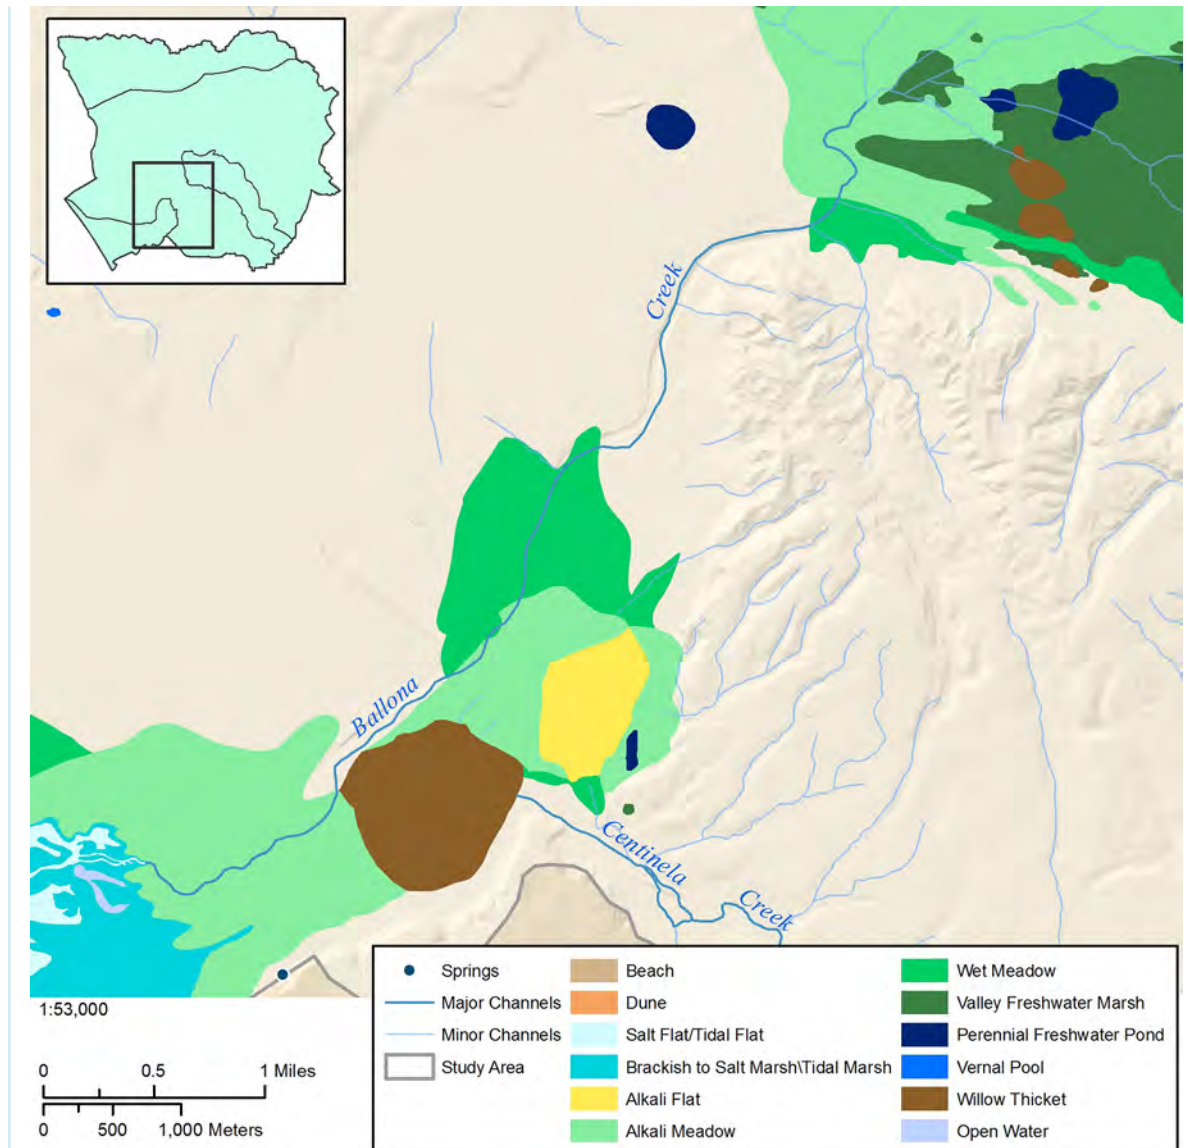 Creek
Ballona
Centinela
Creek
1:53,000
0 0.5 1 Miles
0 500 1,000 Meters
Springs
Major Channels
Minor Channels
Study Area
Beach
Dune
Salt Flat/Tidal Flat
Brackish to Salt Marsh\Tidal Marsh
Alkali Flat
Alkali Meadow
Wet Meadow
Valley Freshwater Marsh
Perennial Freshwater Pond
Vernal Pool
Willow Thicket
Open Water